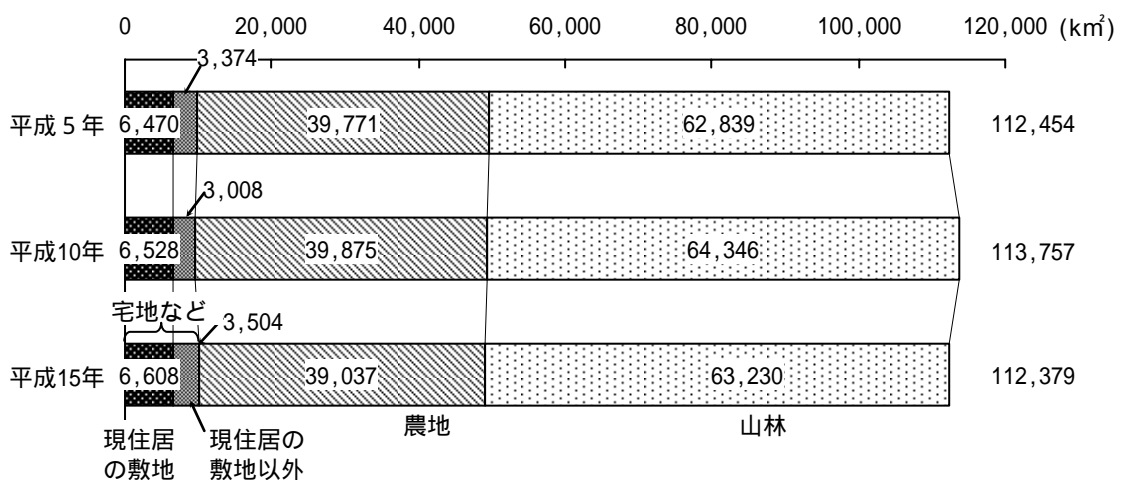 0 20,000 40,000 60,000 80,000 100,000 120,000 (k㎡)
3,374
平成５年 6,470 39,771 62,839 112,454
3,008
平成10年 6,528 39,875 64,346 113,757
宅地など 3,504
平成15年 6,608 39,037 63,230 112,379
農地 山林
現住居 現住居の
の敷地 敷地以外